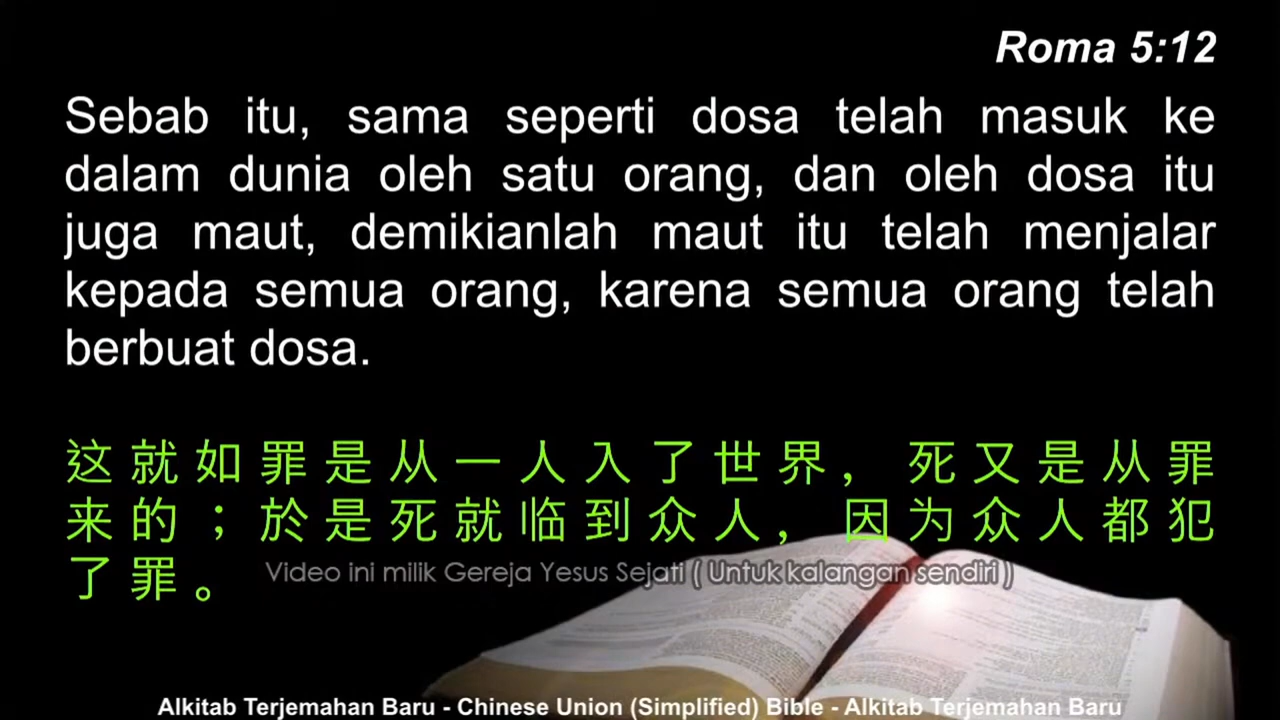 Roma 5:12
Sebab itu, sama seperti dosa telah masuk ke
dalam dunia oleh satu orang, dan oleh dosa itu
juga maut, demikianlah maut itu telah menjalar
kepada semua orang, karena semua orang telah
berbuat dosa.
这就如罪是从一人入了世界，死又是从罪
来的；於是死就临到众人，因为众人都犯
了罪。
Video ini milik Gereja Yesus Sejati ( Untuk kalangan sendiri )
Alkitab Terjemahan Baru - Chinese Union (Simplified) Bible - Alkitab Terjemahan Baru